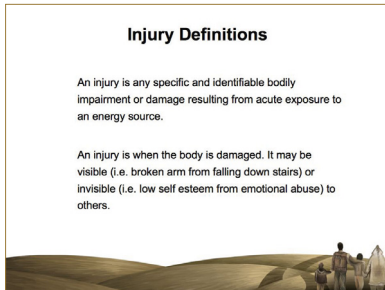 Injury Definitions
An injury is any specific and identifiable bodily
impairment or damage resulting from acute exposure to
an energy source.
An injury is when the body is damaged. It may be
visible (i.e. broken arm from falling down stairs) or
invisible (i.e. low self esteem from emotional abuse) to
others.